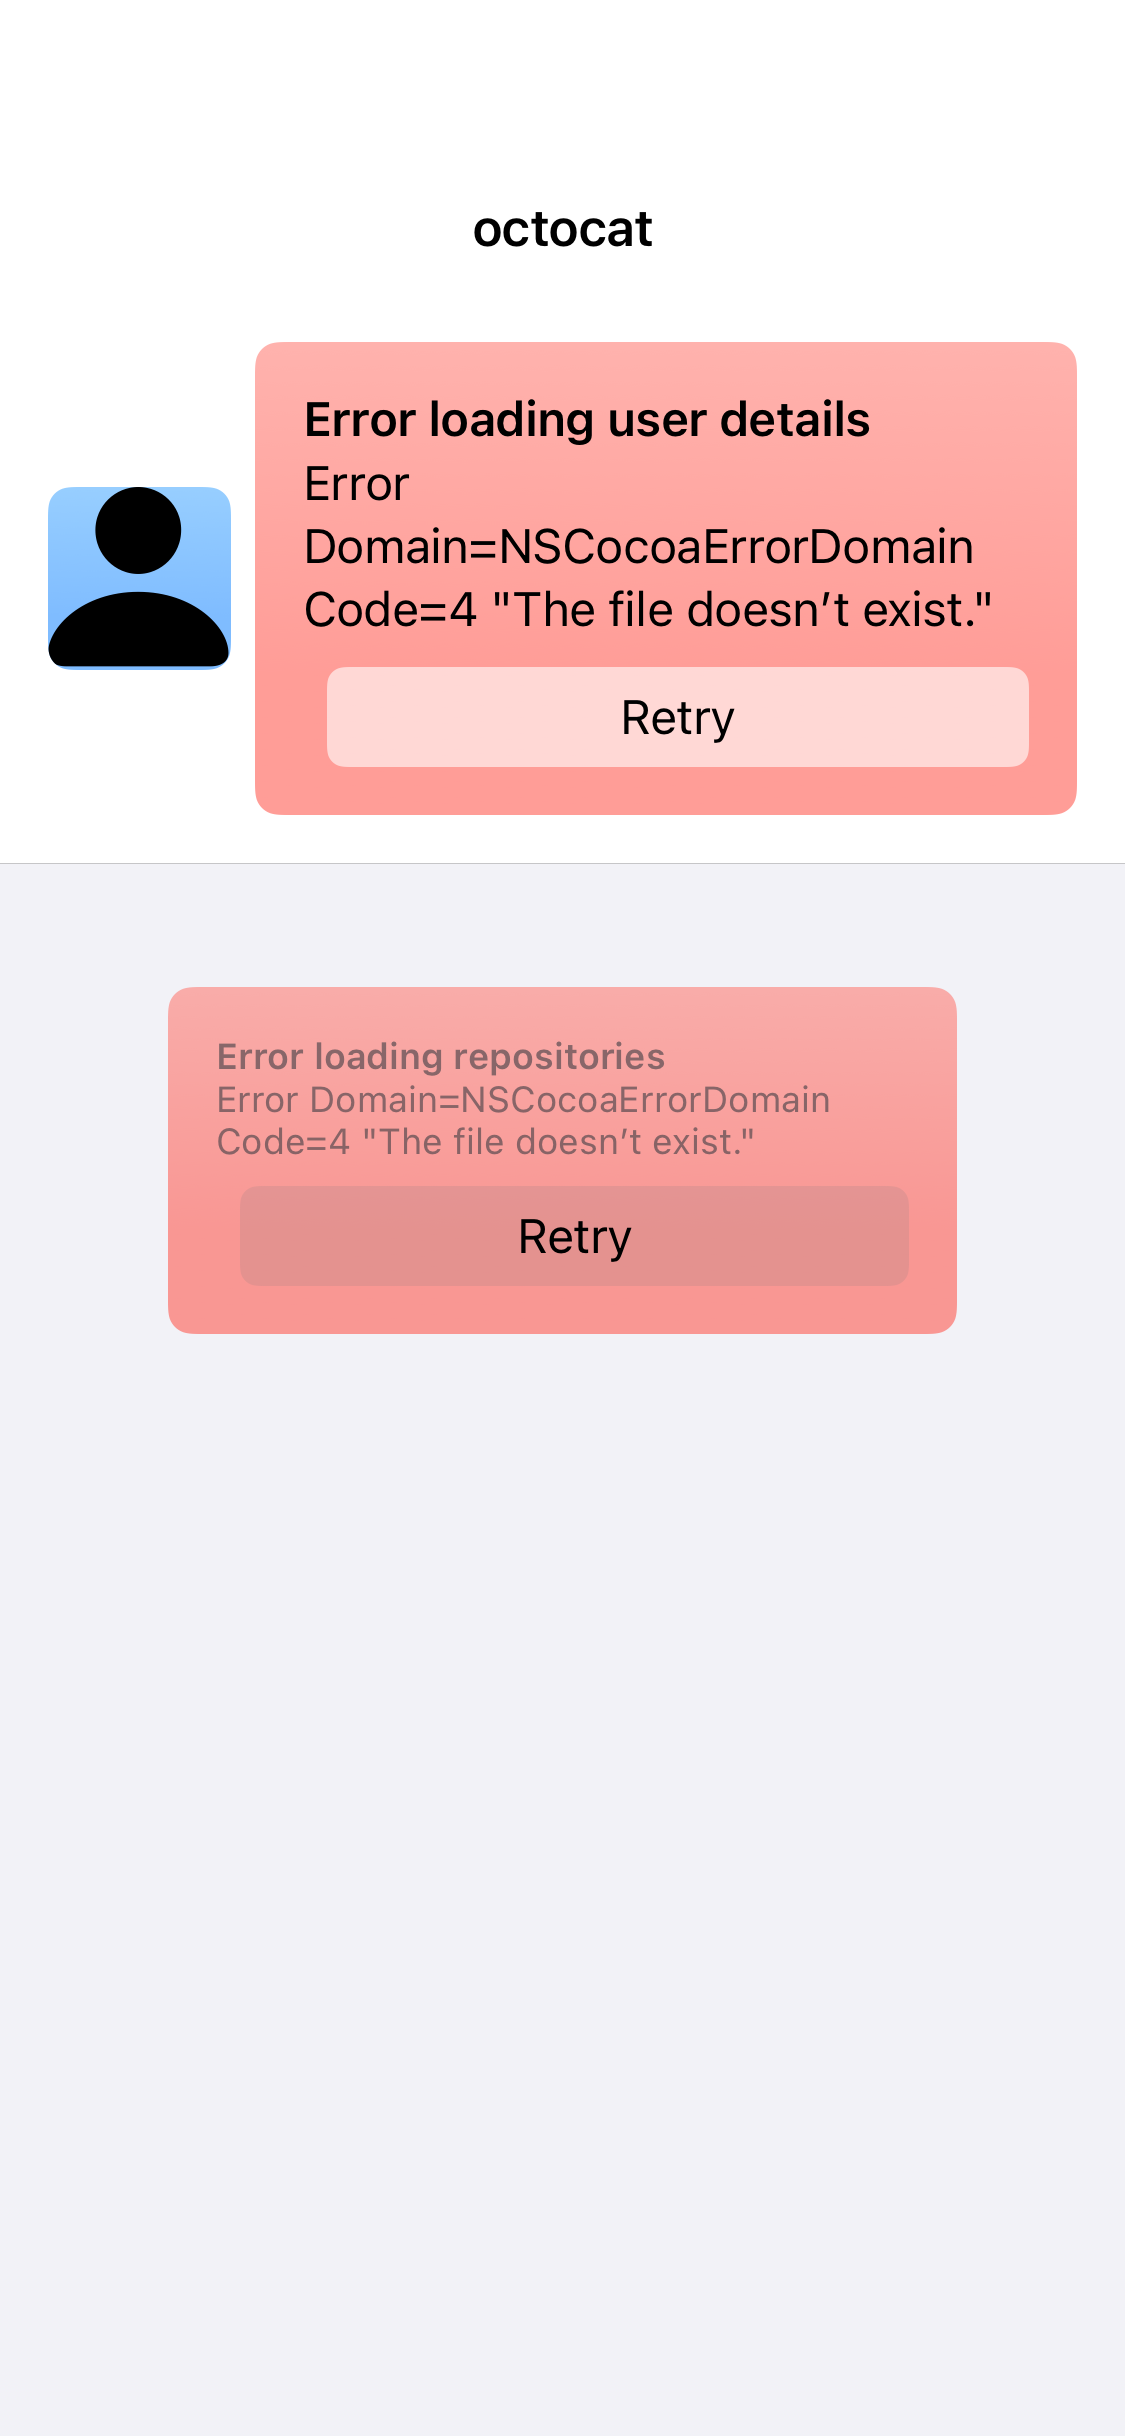 octocat
Error loading user details
Error
Domain=NSCocoaErrorDomain
Code=4 "The file doesn’t exist."
Retry
Error loading repositories
Error Domain=NSCocoaErrorDomain
Code=4 "The file doesn’t exist."
Retry